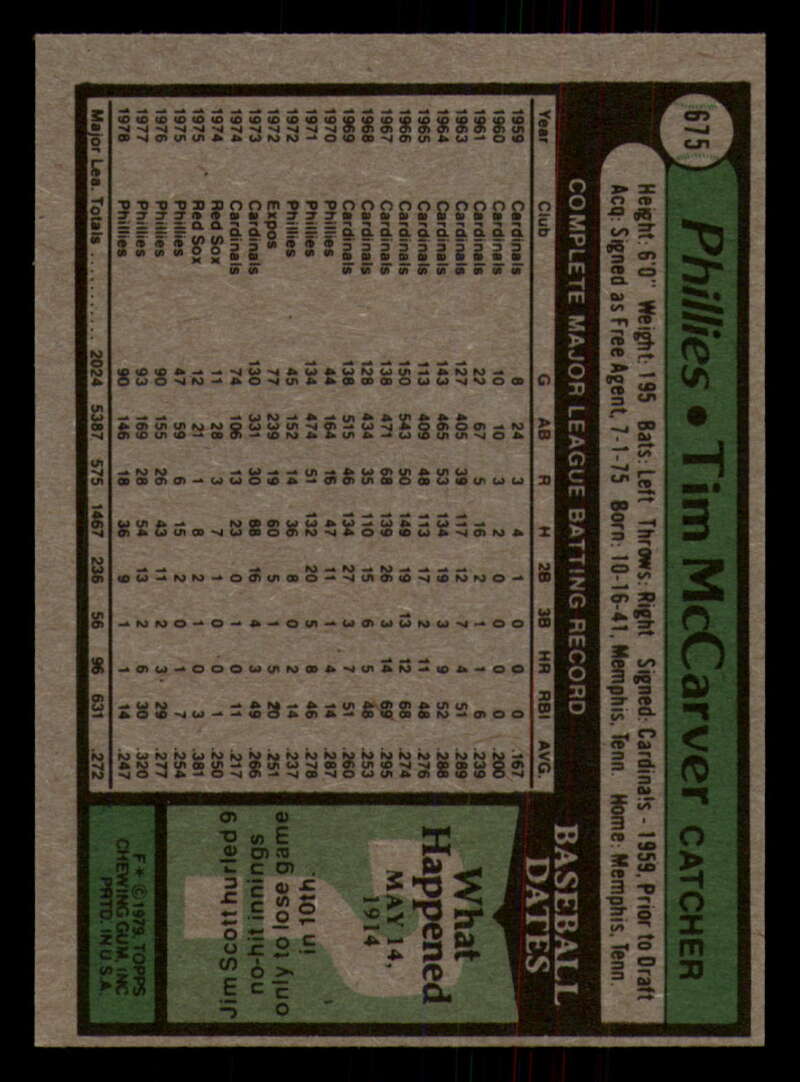 675
Phillies • Tim McCarver CATCHER
Height: 6'0" Weight: 195 Bats: Left Throws: Right Signed: Cardinals - 1959, Prior to Draft
Acq: Signed as Free Agent, 7-1-75 Born: 10-16-41, Memphis, Tenn. Home: Memphis, Tenn.
COMPLETE MAJOR LEAGUE BATTING RECORD
Year Club G AB R H 2B 3B HR RBI AVG.
1959 Cardinals 8 24 3 4 1 0 0 0 .167
1960 Cardinals 10 10 3 2 0 0 0 0 .200
1961 Cardinals 22 67 5 16 2 1 1 6 .239
1963 Cardinals 127 405 39 117 12 7 4 51 .289
1964 Cardinals 143 465 53 134 19 3 9 52 .288
1965 Cardinals 113 409 48 113 17 2 11 48 .276
1966 Cardinals 150 543 50 149 19 13 12 68 .274
1967 Cardinals 138 471 68 139 26 3 14 69 .295
1968 Cardinals 128 434 35 110 15 6 5 48 .253
1969 Cardinals 138 515 46 134 27 3 7 51 .260
1970 Phillies 44 164 16 47 11 1 4 14 .287
1971 Phillies 134 474 51 132 20 5 8 46 .278
1972 Phillies 45 152 14 36 8 0 2 14 .237
1972 Expos 77 239 19 60 5 1 5 20 .251
1973 Cardinals 130 331 30 88 16 4 3 49 .266
1974 Cardinals 74 106 13 23 0 1 0 11 .217
1974 Red Sox 11 28 3 7 1 0 0 1 .250
1975 Red Sox 12 21 1 8 2 1 0 3 .381
1975 Phillies 47 59 6 15 2 0 1 7 .254
1976 Phillies 90 155 26 43 11 2 3 29 .277
1977 Phillies 93 169 28 54 13 2 6 30 .320
1978 Phillies 90 146 18 36 9 1 1 14 .247
Major Lea. Totals ........... 2024 5387 575 1467 236 56 96 631 .272
BASEBALL
DATES
What
Happened
MAY 14,
1914
Jim Scott hurled 9
no-hit innings
only to lose game
in 10th.
F * © 1979, TOPPS
CHEWING GUM, INC.
PRTD. IN U.S.A.